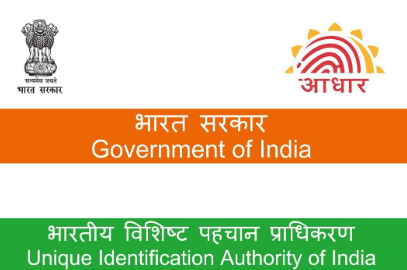 सत्यमेव जयते
भारत सरकार
आधार
भारत सरकार
Government of India
भारतीय विशिष्ट पहचान प्राधिकरण
Unique Identification Authority of India